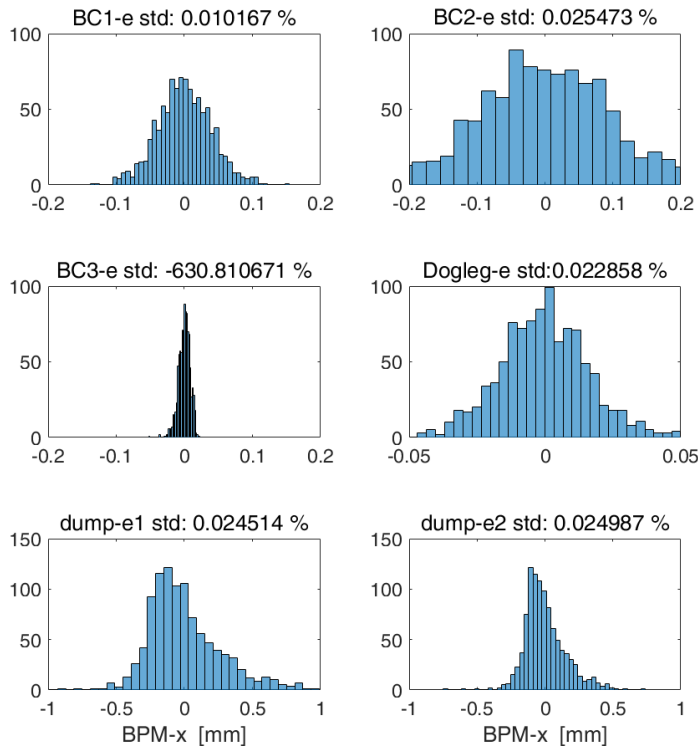 BC1-e std: 0.010167 %
100
50
0
-0.2 -0.1 0 0.1 0.2
BC2-e std: 0.025473 %
100
50
0
-0.2 -0.1 0 0.1 0.2
BC3-e std: -630.810671 %
100
50
0
-0.2 -0.1 0 0.1 0.2
Dogleg-e std:0.022858 %
100
50
0
-0.05 0 0.05
dump-e1 std: 0.024514 %
150
100
50
0
-1 -0.5 0 0.5 1
BPM-x [mm]
dump-e2 std: 0.024987 %
150
100
50
0
-1 -0.5 0 0.5 1
BPM-x [mm]